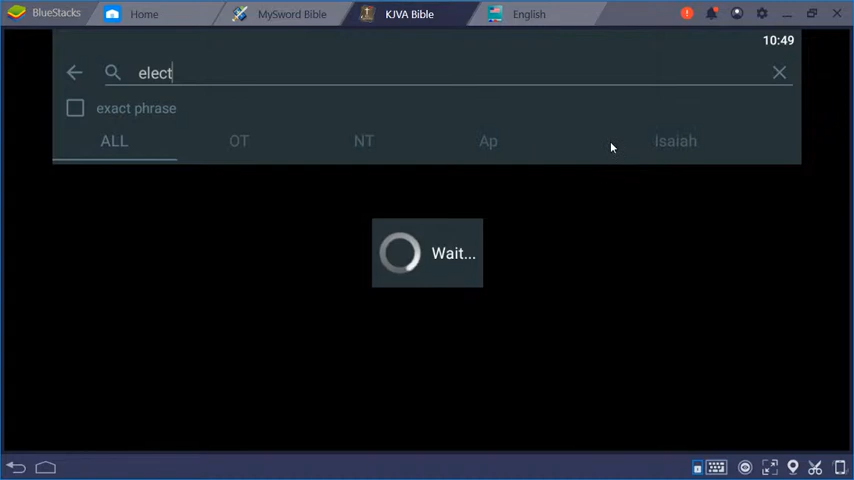 BlueStacks Home MySword Bible KJVA Bible English
10:49
elect
exact phrase
ALL OT NT Ap Isaiah
Wait...